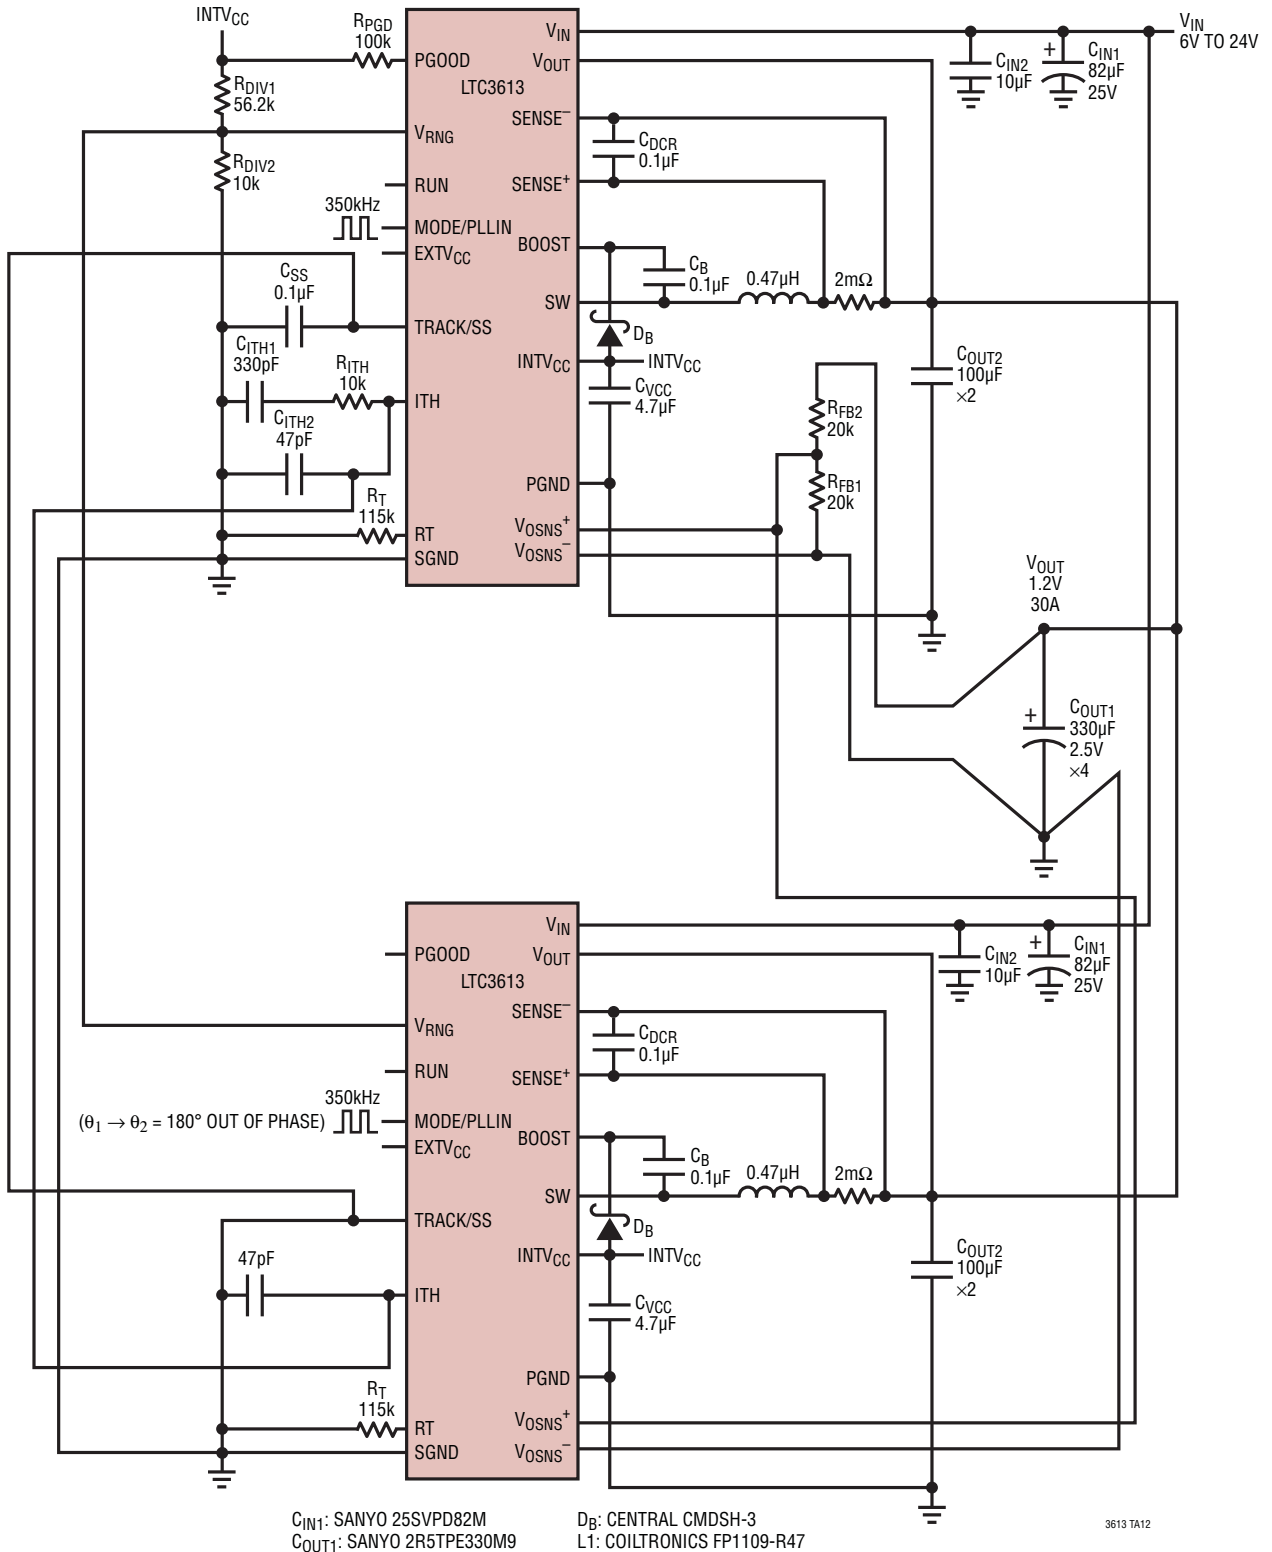 INTVCC
RPGD
100k
RDIV1
56.2k
RDIV2
10k
350kHz
CSS
0.1µF
CITH1
330pF
RITH
10k
CITH2
47pF
RT
115k
PGOOD
LTC3613
VRNG
RUN
MODE/PLLIN
EXTVCC
TRACK/SS
ITH
RT
SGND
VIN
VOUT
SENSE–
SENSE+
BOOST
SW
INTVCC
PGND
VOSNS+
VOSNS–
VIN
6V TO 24V
CIN2
10µF
+
CIN1
82µF
25V
CDCR
0.1µF
CB
0.1µF
0.47µH
2mΩ
DB
INTVCC
CVCC
4.7µF
COUT2
100µF
×2
RFB2
20k
RFB1
20k
VOUT
1.2V
30A
+
COUT1
330µF
2.5V
×4
PGOOD
LTC3613
VRNG
RUN
350kHz
(θ1 → θ2 = 180° OUT OF PHASE)
MODE/PLLIN
EXTVCC
TRACK/SS
47pF
ITH
RT
115k
RT
SGND
VIN
VOUT
SENSE–
SENSE+
BOOST
SW
INTVCC
PGND
VOSNS+
VOSNS–
CIN2
10µF
+
CIN1
82µF
25V
CDCR
0.1µF
CB
0.1µF
0.47µH
2mΩ
DB
INTVCC
CVCC
4.7µF
COUT2
100µF
×2
CIN1: SANYO 25SVPD82M
COUT1: SANYO 2R5TPE330M9
DB: CENTRAL CMDSH-3
L1: COILTRONICS FP1109-R47
3613 TA12